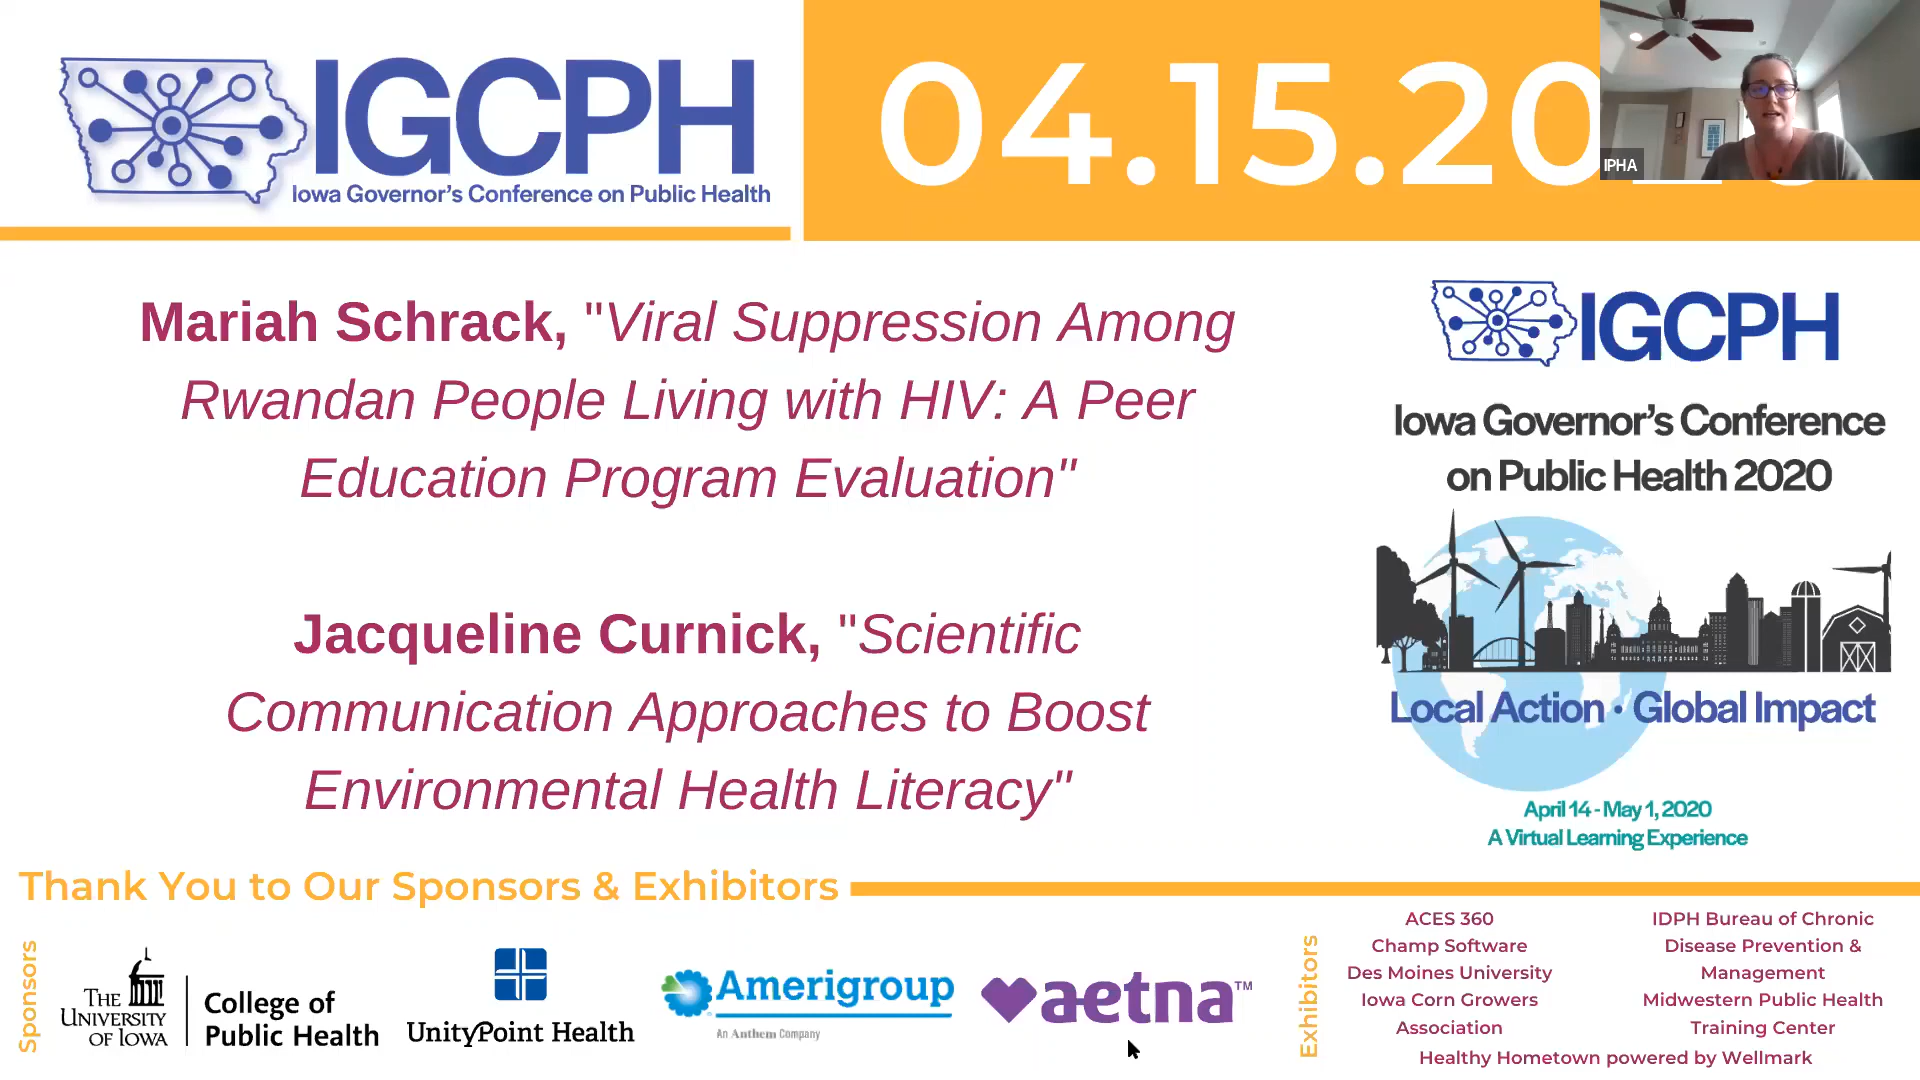 IGCPH
Iowa Governor's Conference on Public Health
04.15.20
IPHA
Mariah Schrack, "Viral Suppression Among
Rwandan People Living with HIV: A Peer
Education Program Evaluation"
Jacqueline Curnick, "Scientific
Communication Approaches to Boost
Environmental Health Literacy"
IGCPH
Iowa Governor's Conference
on Public Health 2020
Local Action • Global Impact
April 14 - May 1, 2020
A Virtual Learning Experience
Thank You to Our Sponsors & Exhibitors
Sponsors
THE
UNIVERSITY
OF IOWA
College of
Public Health
UnityPoint Health
Amerigroup
An Anthem Company
aetna™
Exhibitors
ACES 360
Champ Software
Des Moines University
Iowa Corn Growers
Association
IDPH Bureau of Chronic
Disease Prevention &
Management
Midwestern Public Health
Training Center
Healthy Hometown powered by Wellmark